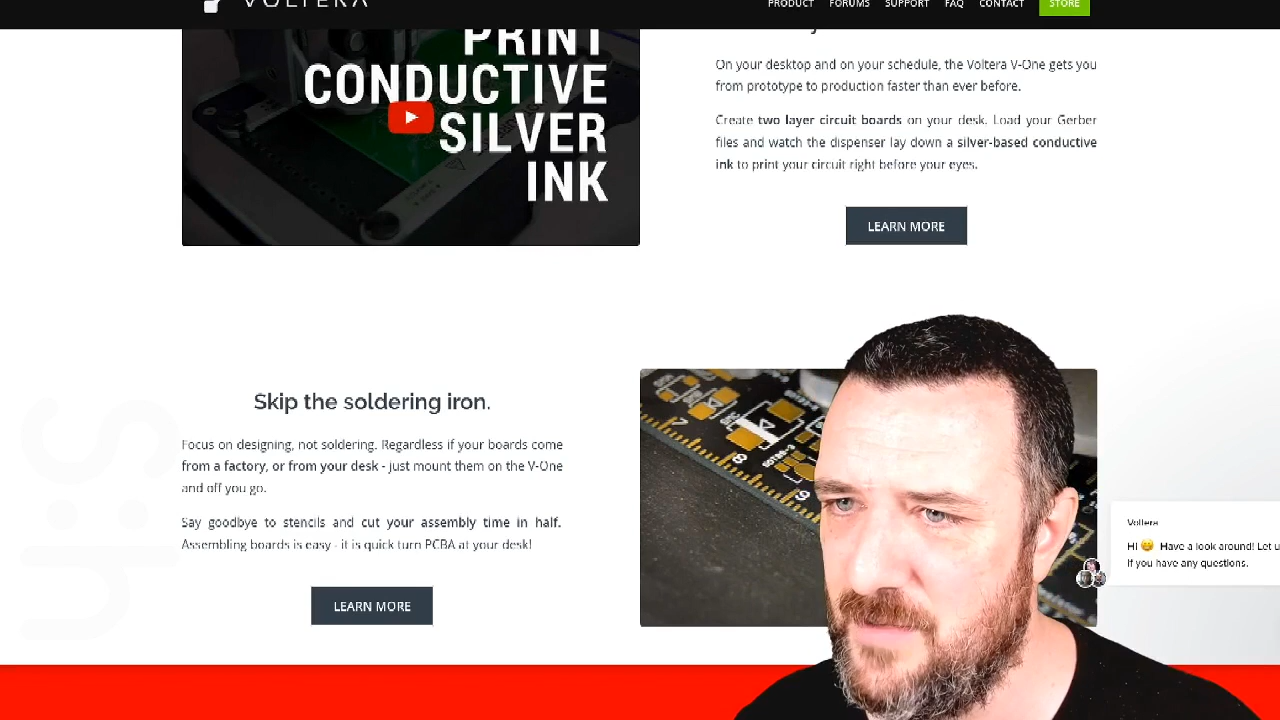 VOLTERA
PRODUCT FORUMS SUPPORT FAQ CONTACT STORE
PRINT
CONDUCTIVE
SILVER
INK
On your desktop and on your schedule, the Voltera V-One gets you
from prototype to production faster than ever before.
Create two layer circuit boards on your desk. Load your Gerber
files and watch the dispenser lay down a silver-based conductive
ink to print your circuit right before your eyes.
LEARN MORE
Skip the soldering iron.
Focus on designing, not soldering. Regardless if your boards come
from a factory, or from your desk - just mount them on the V-One
and off you go.
Say goodbye to stencils and cut your assembly time in half.
Assembling boards is easy - it is quick turn PCBA at your desk!
LEARN MORE
7
8
9
Voltera
Hi 😁 Have a look around! Let u
if you have any questions.